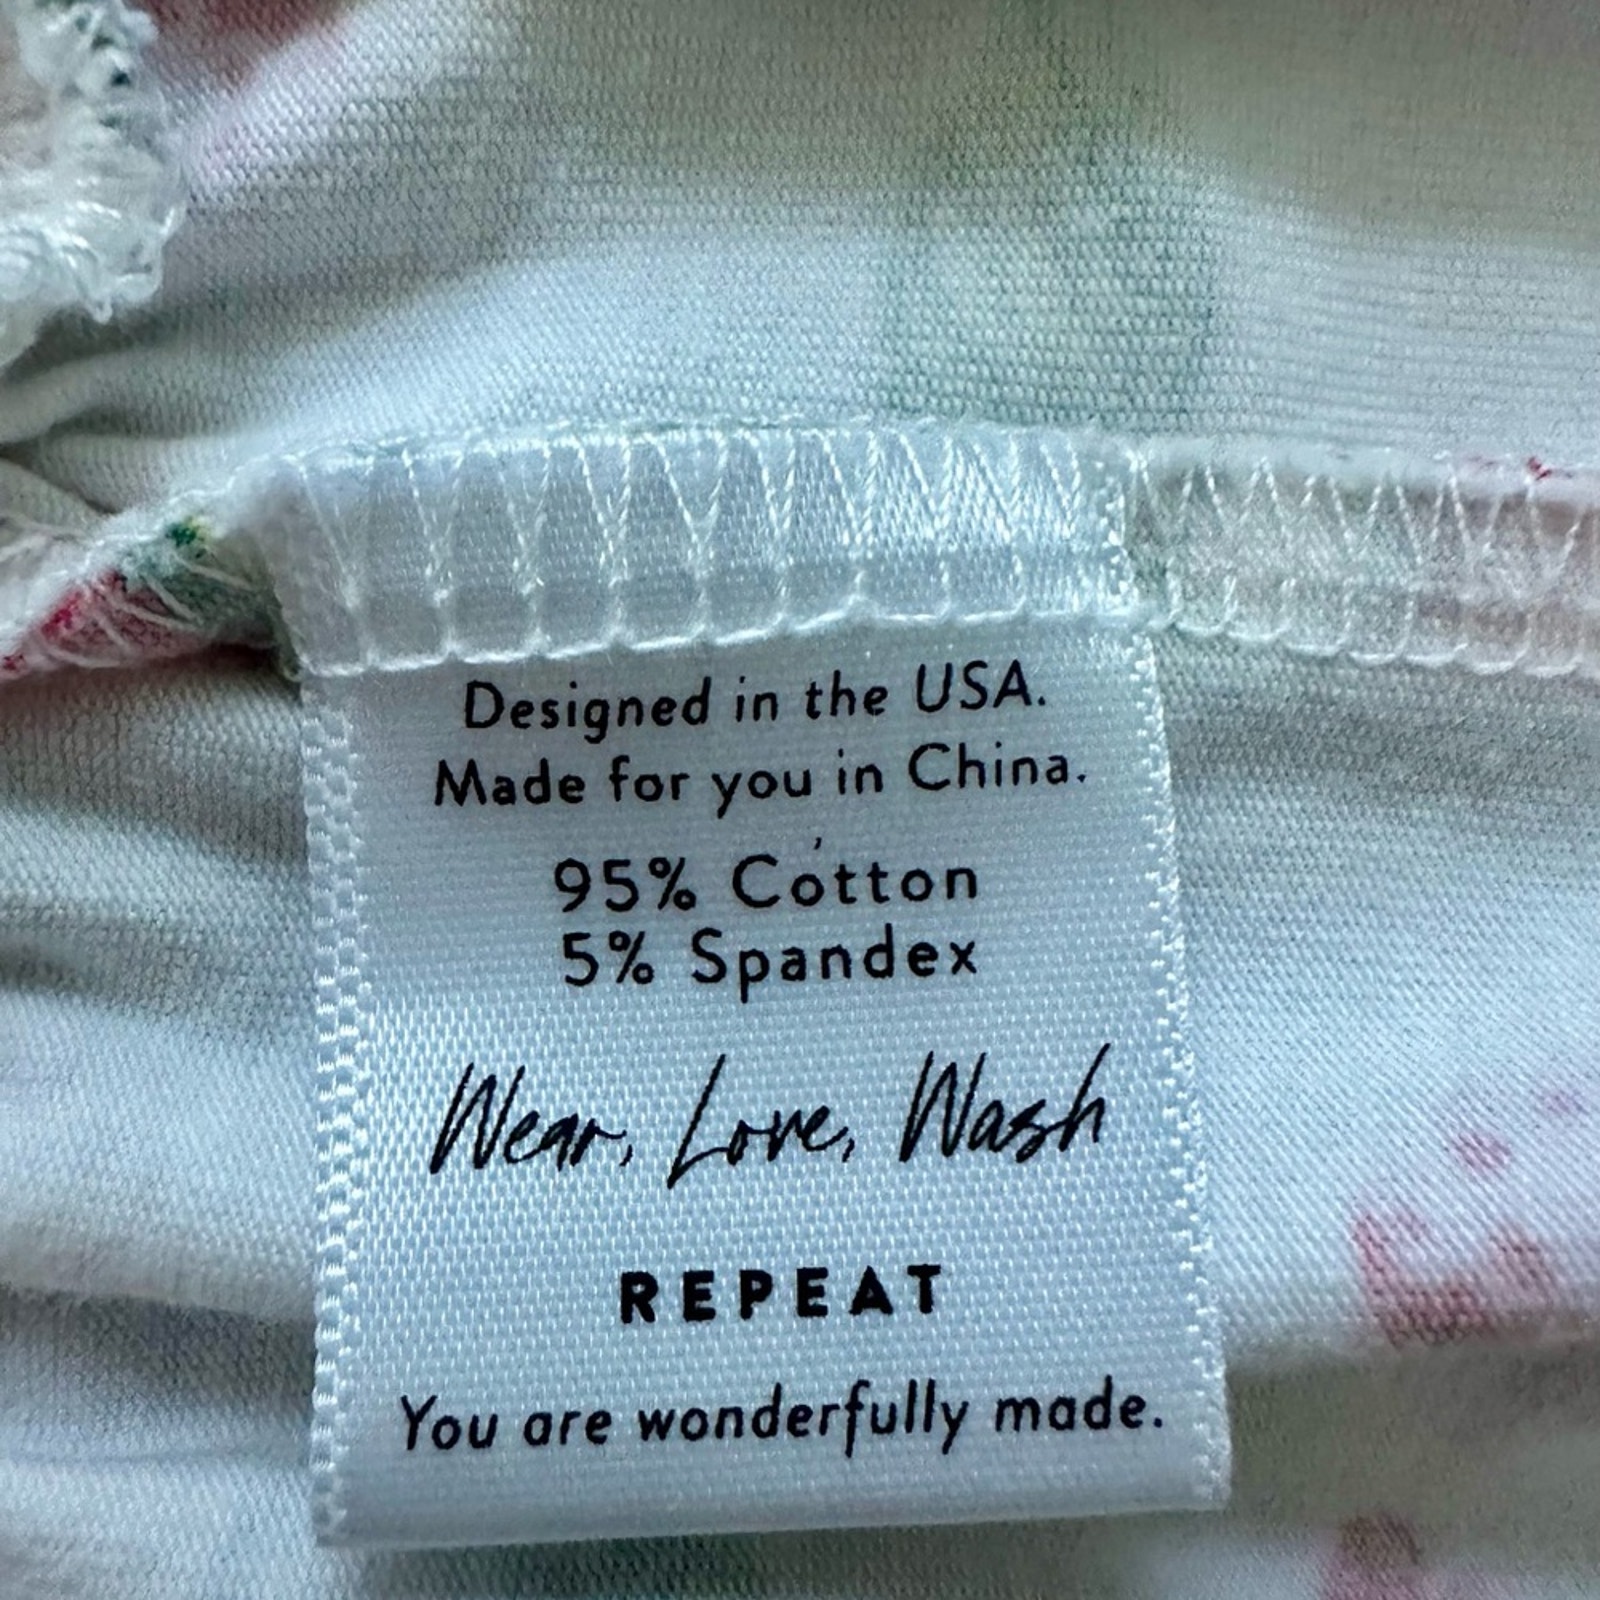 Designed in the USA.
Made for you in China.
95% Cotton
5% Spandex
Wear, Love, Wash
REPEAT
You are wonderfully made.